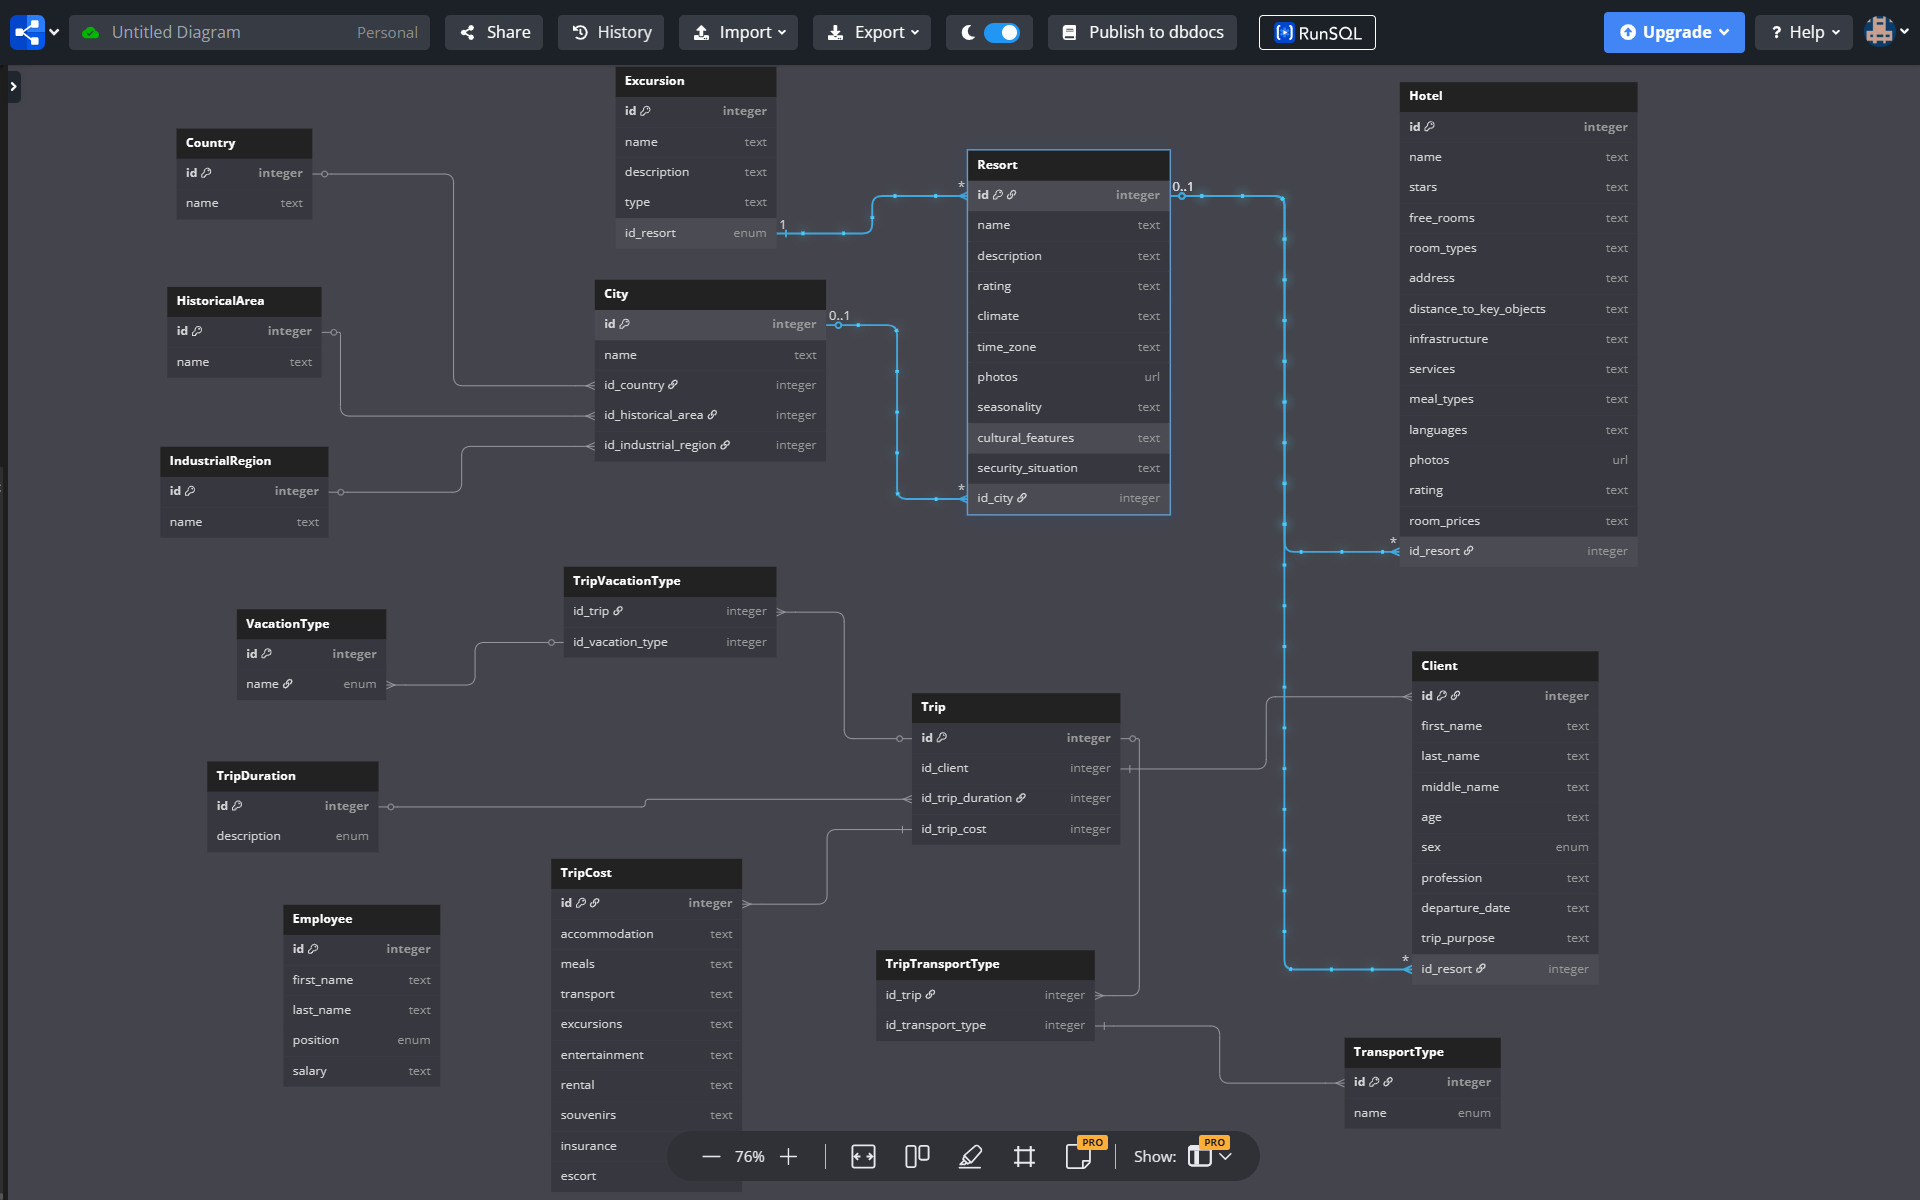 Untitled Diagram Personal Share History Import Export Publish to dbdocs RunSQL Upgrade ? Help
Excursion
id integer
name text
description text
type text
id_resort enum
1
Country
id integer
name text
HistoricalArea
id integer
name text
IndustrialRegion
id integer
name text
City
id integer
name text
id_country integer
id_historical_area integer
id_industrial_region integer
0..1
*
Resort
id integer
name text
description text
rating text
climate text
time_zone text
photos url
seasonality text
cultural_features text
security_situation text
id_city integer
*
0..1
Hotel
id integer
name text
stars text
free_rooms text
room_types text
address text
distance_to_key_objects text
infrastructure text
services text
meal_types text
languages text
photos url
rating text
room_prices text
id_resort integer
*
VacationType
id integer
name enum
TripVacationType
id_trip integer
id_vacation_type integer
TripDuration
id integer
description enum
Trip
id integer
id_client integer
id_trip_duration integer
id_trip_cost integer
Client
id integer
first_name text
last_name text
middle_name text
age text
sex enum
profession text
departure_date text
trip_purpose text
id_resort integer
*
Employee
id integer
first_name text
last_name text
position enum
salary text
TripCost
id integer
accommodation text
meals text
transport text
excursions text
entertainment text
rental text
souvenirs text
insurance
escort
TripTransportType
id_trip integer
id_transport_type integer
TransportType
id integer
name enum
76% PRO Show: PRO